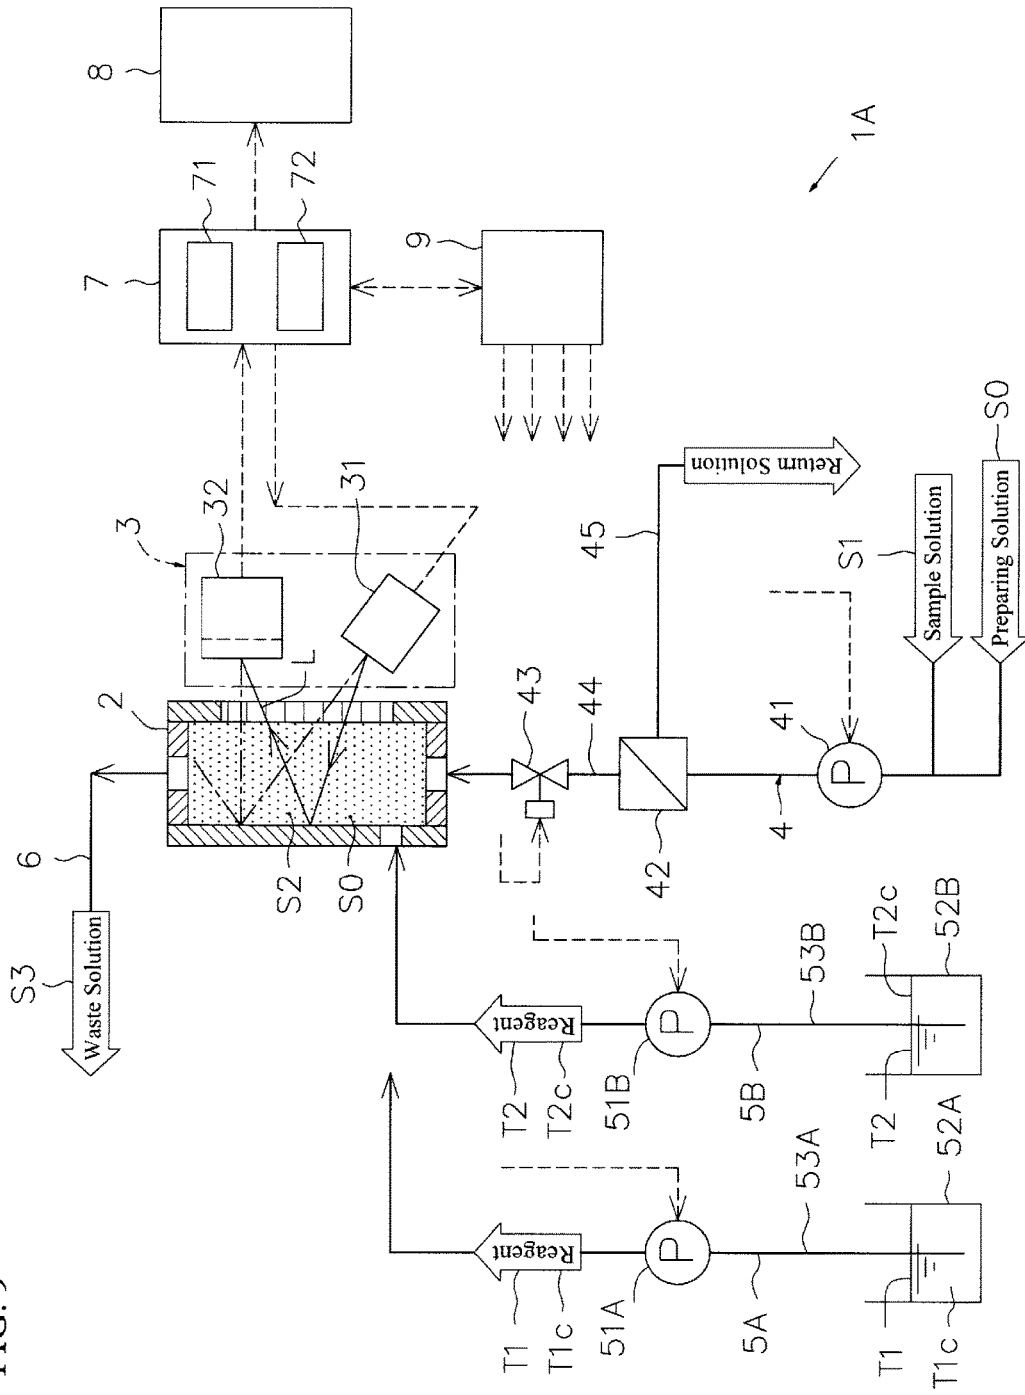 FIG.
S3
6
Waste Solution
2
3
7
8
32
71
S2
72
S0
L
31
9
T1
T2
Reagent
Reagent
T1c
T2c
43
51A
51B
44
P
P
42
45
Return Solution
5A
5B
4
41
1A
53A
53B
P
S1
T1
T2
T2c
Sample Solution
T1c
52A
52B
Preparing Solution
S0